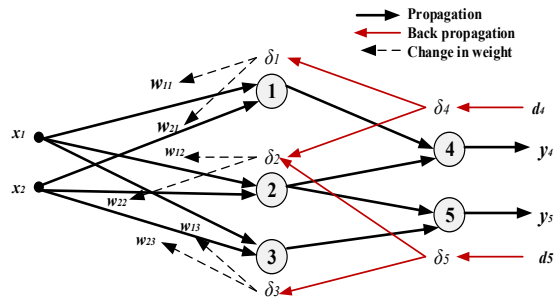 Propagation
Back propagation
Change in weight
δ1
w11
1
x1
w21
δ4
d4
w12
δ2
4
y4
x2
2
w22
5
y5
w13
w23
3
δ5
d5
δ3